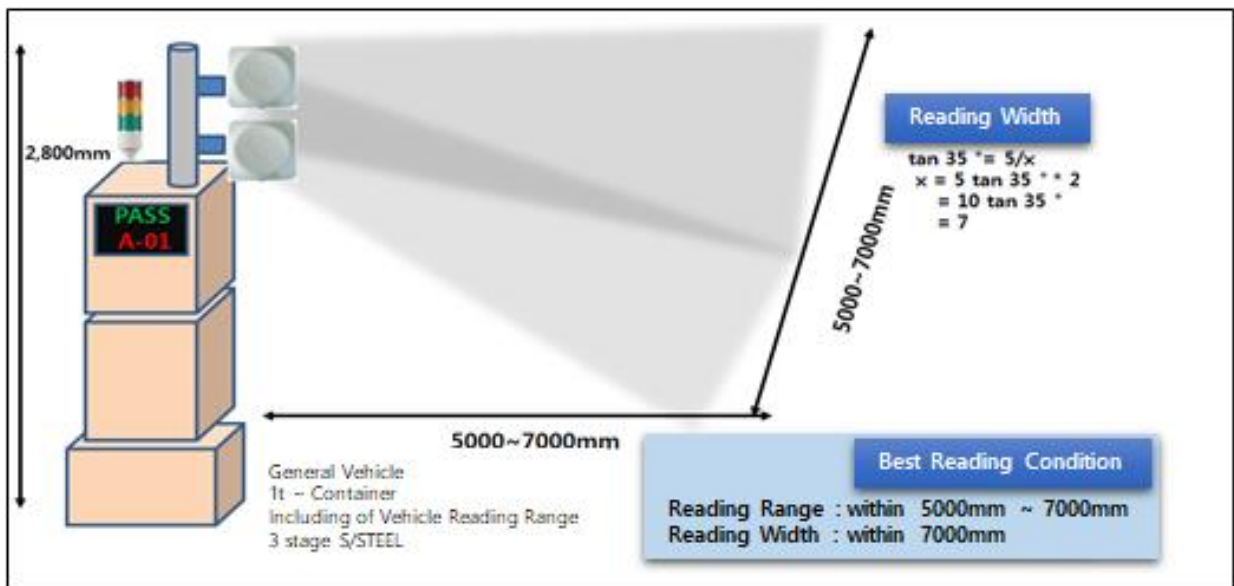 2,800mm
PASS
A-01
Reading Width
tan 35 °= 5/x
x = 5 tan 35 ° * 2
= 10 tan 35 °
= 7
5000~7000mm
5000~7000mm
General Vehicle
1t ~ Container
Including of Vehicle Reading Range
3 stage S/STEEL
Best Reading Condition
Reading Range : within 5000mm ~ 7000mm
Reading Width : within 7000mm